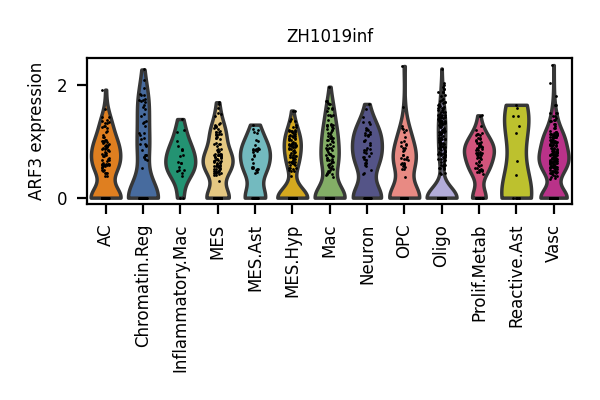 ZH1019inf
ARF3 expression
2
0
AC
Chromatin.Reg
Inflammatory.Mac
MES
MES.Ast
MES.Hyp
Mac
Neuron
OPC
Oligo
Prolif.Metab
Reactive.Ast
Vasc